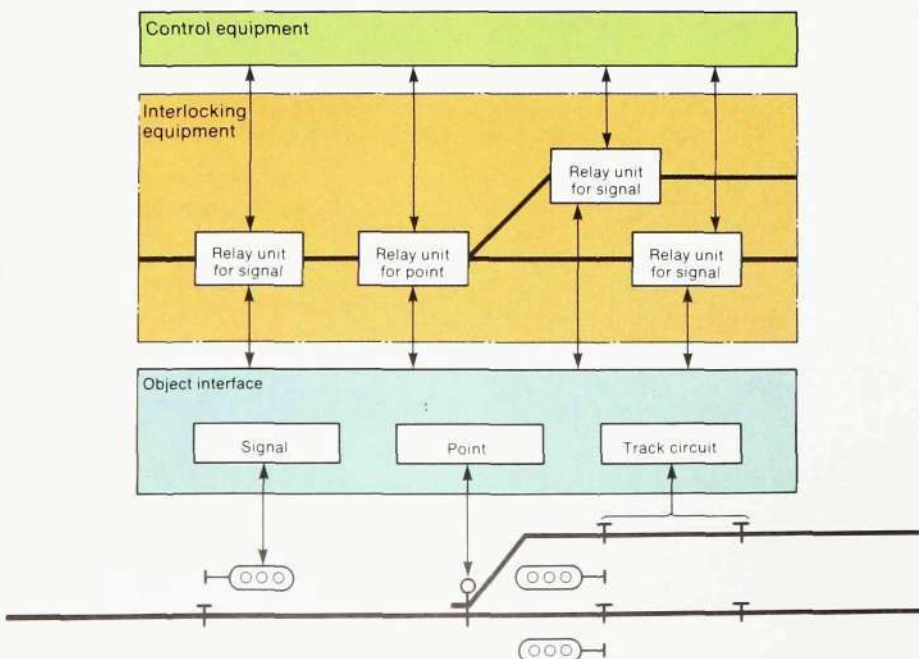 Control equipment
Interlocking
equipment
Relay unit
for signal
Relay unit
for signal
Relay unit
for point
Relay unit
for signal
Object interface
Signal
Point
Track circuit